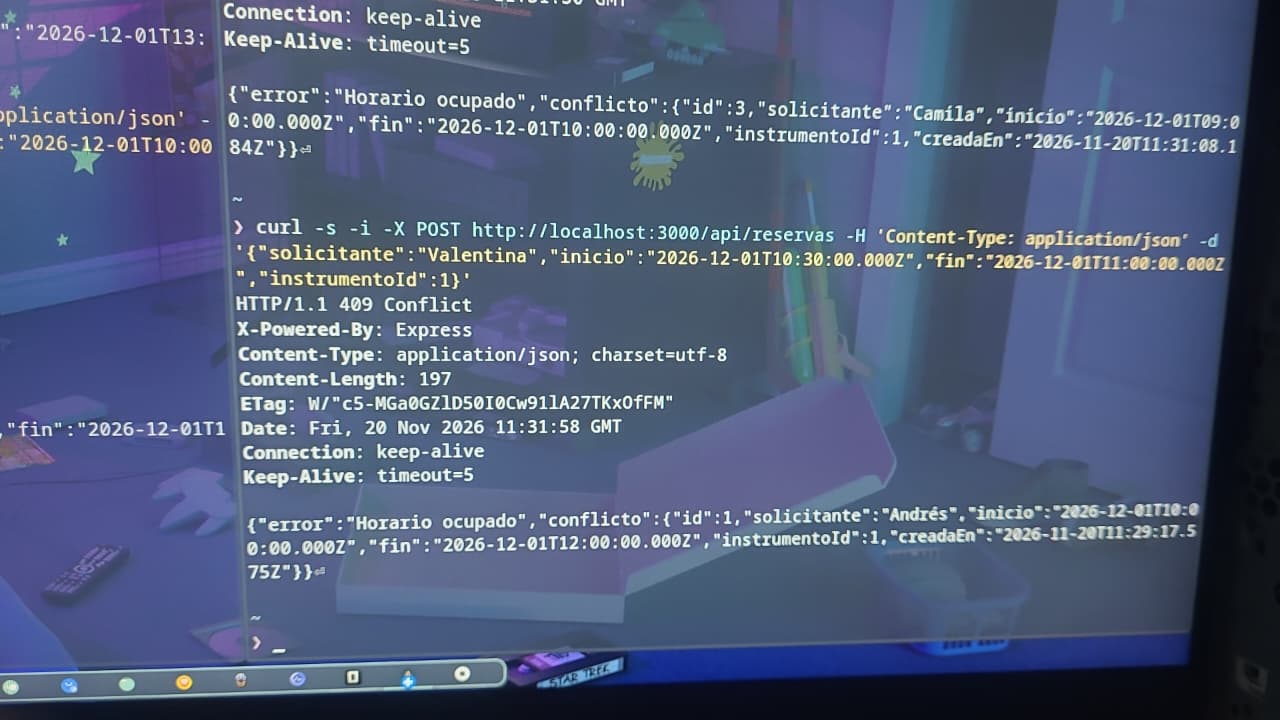 ":"2026-12-01T13:
pplication/json' -
:"2026-12-01T10:00
,"fin":"2026-12-01T1
Connection: keep-alive
Keep-Alive: timeout=5
{"error":"Horario ocupado","conflicto":{"id":3,"solicitante":"Camila","inicio":"2026-12-01T09:0
0:00.000Z","fin":"2026-12-01T10:00:00.000Z","instrumentoId":1,"creadaEn":"2026-11-20T11:31:08.1
84Z"}}⏎
~
❯ curl -s -i -X POST http://localhost:3000/api/reservas -H 'Content-Type: application/json' -d
'{"solicitante":"Valentina","inicio":"2026-12-01T10:30:00.000Z","fin":"2026-12-01T11:00:00.000Z
","instrumentoId":1}'
HTTP/1.1 409 Conflict
X-Powered-By: Express
Content-Type: application/json; charset=utf-8
Content-Length: 197
ETag: W/"c5-MGa0GZlD50I0Cw91lA27TKxOfFM"
Date: Fri, 20 Nov 2026 11:31:58 GMT
Connection: keep-alive
Keep-Alive: timeout=5
{"error":"Horario ocupado","conflicto":{"id":1,"solicitante":"Andrés","inicio":"2026-12-01T10:0
0:00.000Z","fin":"2026-12-01T12:00:00.000Z","instrumentoId":1,"creadaEn":"2026-11-20T11:29:17.5
75Z"}}⏎
~
❯ _
STAR TREK